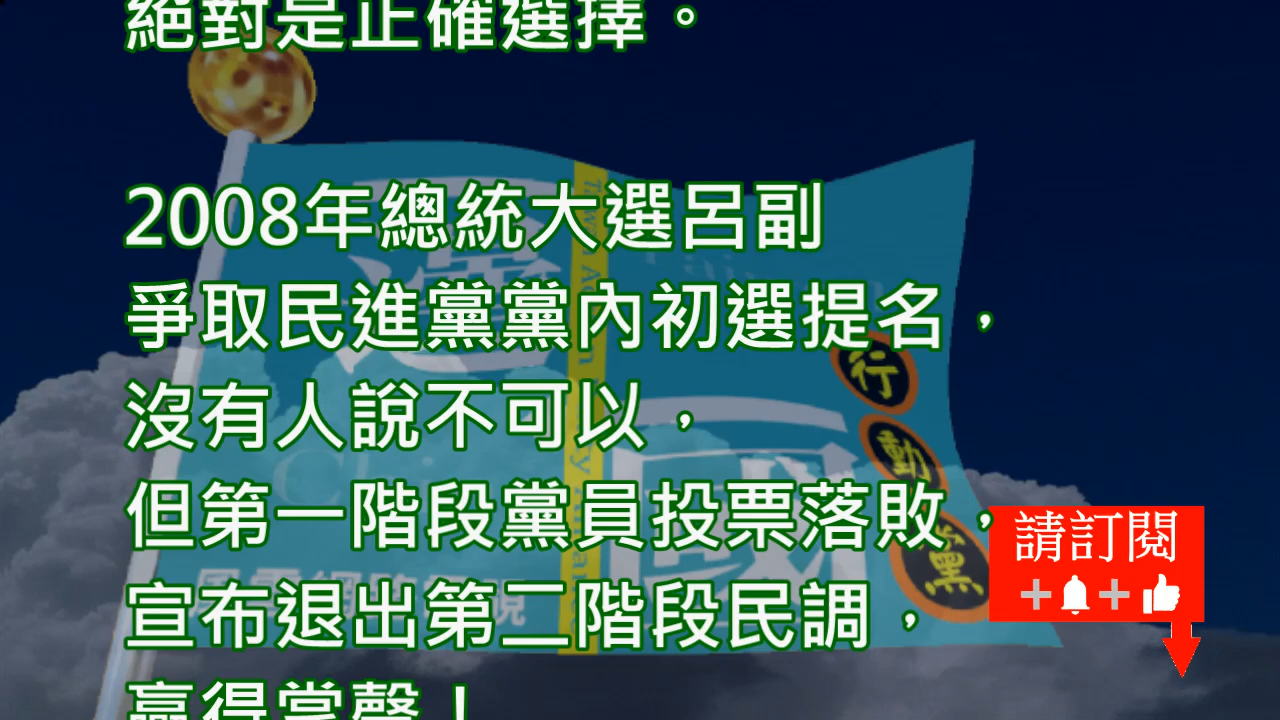 絕對是正確選擇。
2008年總統大選呂副
爭取民進黨黨內初選提名，
沒有人說不可以，
但第一階段黨員投票落敗，
宣布退出第二階段民調，
贏得掌聲！
行
動
請訂閱